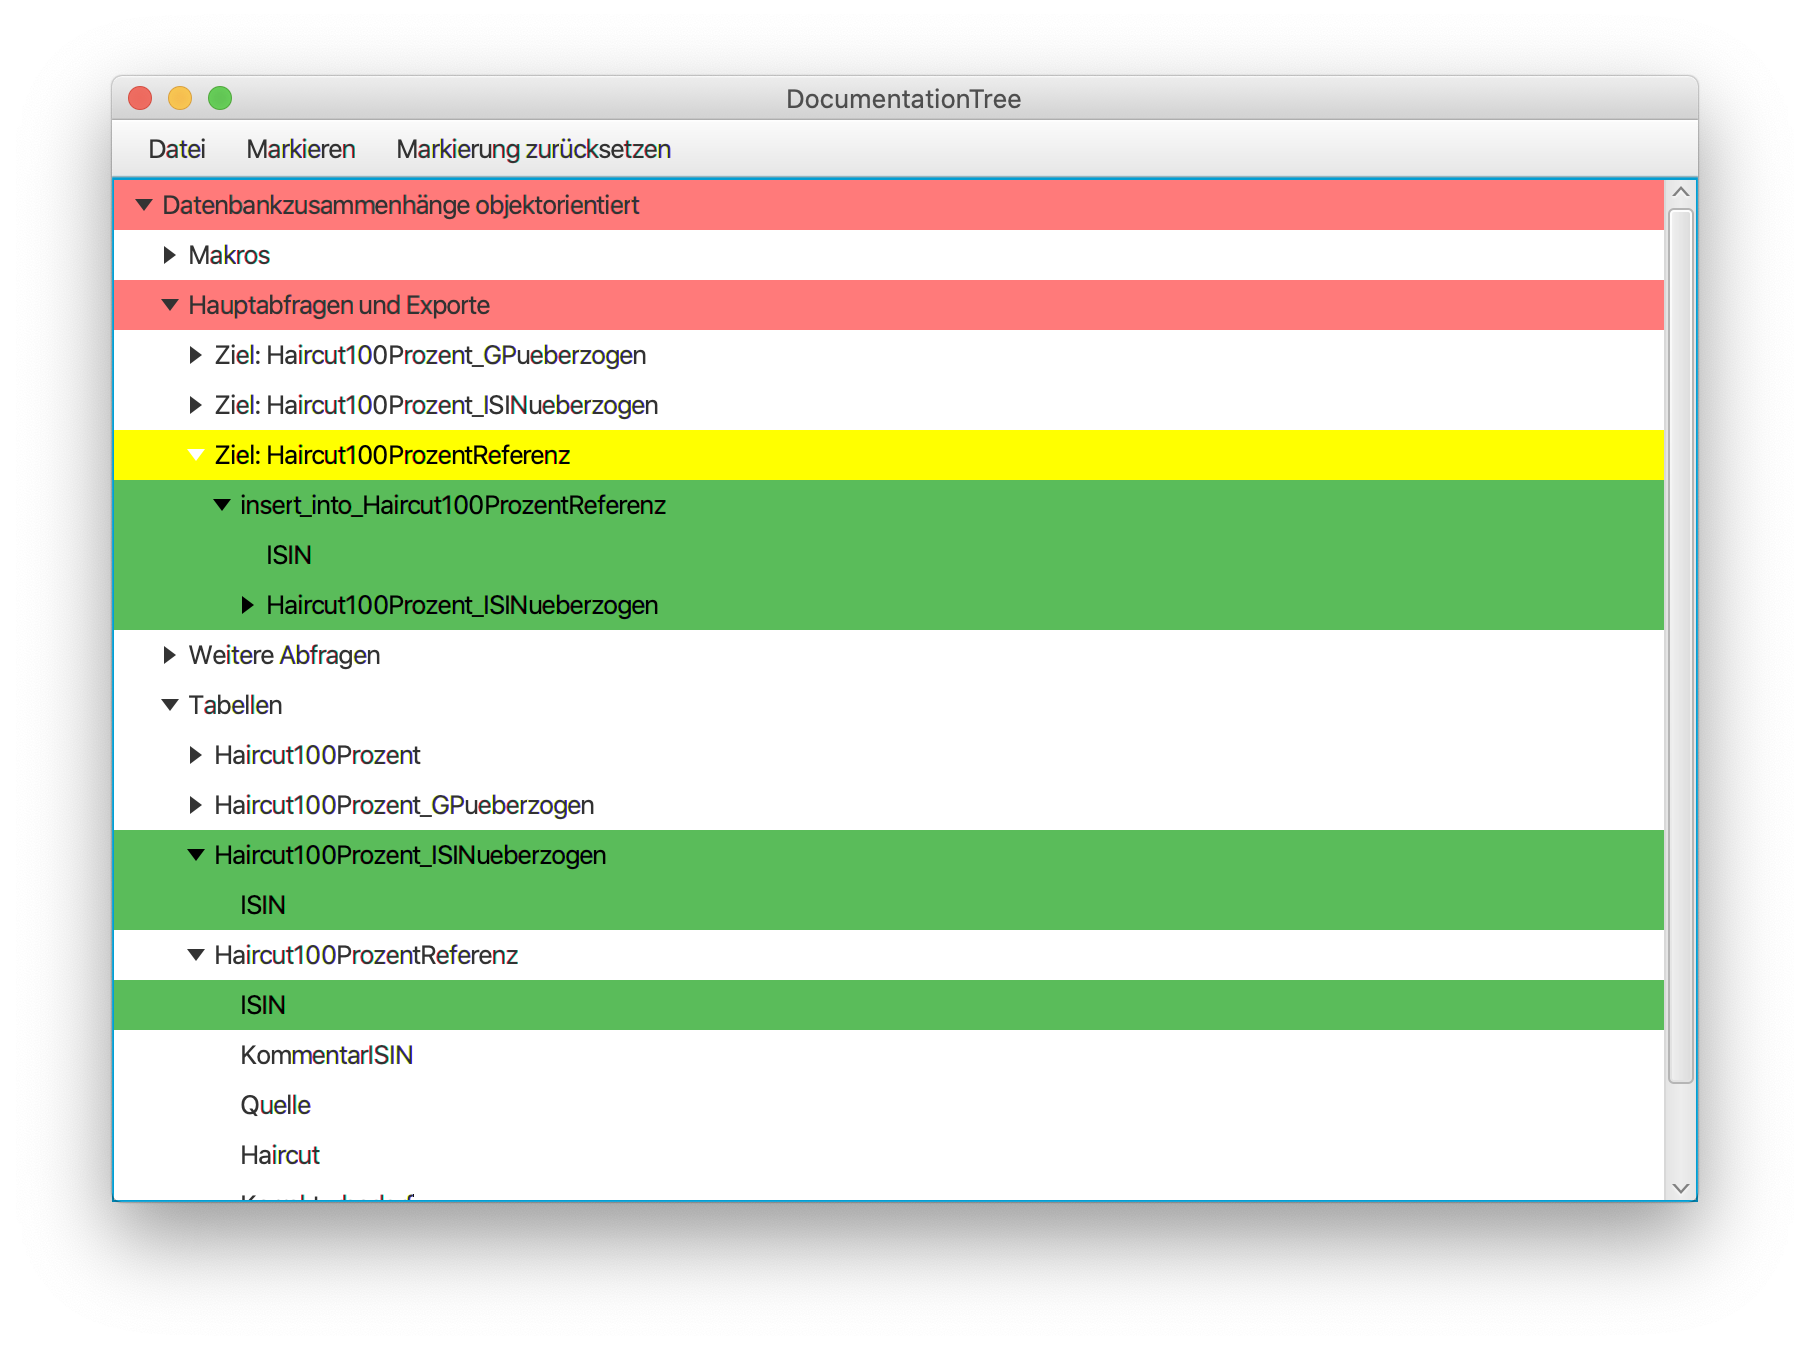 DocumentationTree
Datei Markieren Markierung zurücksetzen
Datenbankzusammenhänge objektorientiert
Makros
Hauptabfragen und Exporte
Ziel: Haircut100Prozent_GPueberzogen
Ziel: Haircut100Prozent_ISINueberzogen
Ziel: Haircut100ProzentReferenz
insert_into_Haircut100ProzentReferenz
ISIN
Haircut100Prozent_ISINueberzogen
Weitere Abfragen
Tabellen
Haircut100Prozent
Haircut100Prozent_GPueberzogen
Haircut100Prozent_ISINueberzogen
ISIN
Haircut100ProzentReferenz
ISIN
KommentarISIN
Quelle
Haircut